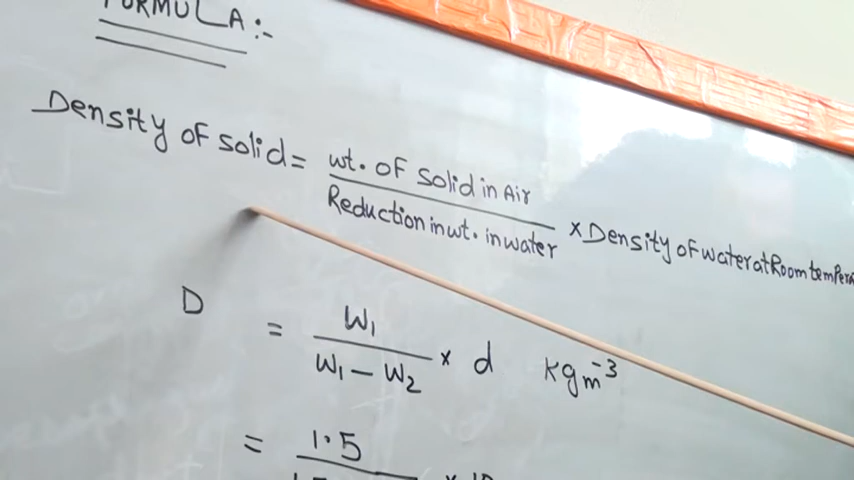 FORMULA:-
Density of solid = wt. of solid in Air / Reduction in wt. in water × Density of water at Room
D = W₁ / W₁ - W₂ × d Kgm⁻³
= 1.5